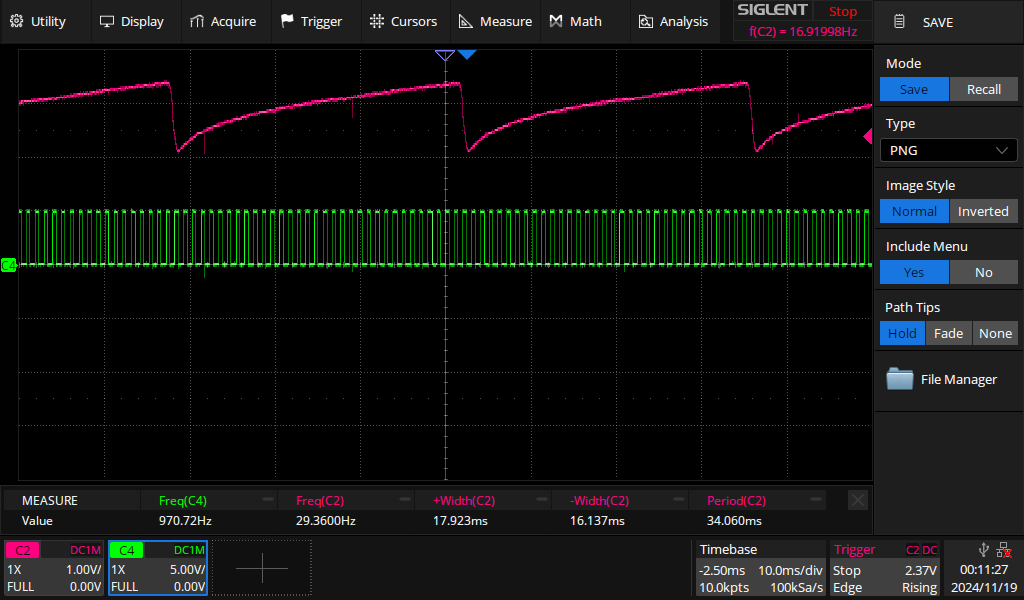 Utility Display Acquire Trigger Cursors Measure Math Analysis SIGLENT Stop SAVE
f(C2) = 16.91998Hz
Mode
Save Recall
Type
PNG
Image Style
Normal Inverted
Include Menu
Yes No
Path Tips
Hold Fade None
File Manager
C4
MEASURE Freq(C4) Freq(C2) +Width(C2) -Width(C2) Period(C2)
Value 970.72Hz 29.3600Hz 17.923ms 16.137ms 34.060ms
C2 DC1M C4 DC1M Timebase Trigger C2 DC
1X 1.00V/ 1X 5.00V/ -2.50ms 10.0ms/div Stop 2.37V 00:11:27
FULL 0.00V FULL 0.00V 10.0kpts 100kSa/s Edge Rising 2024/11/19